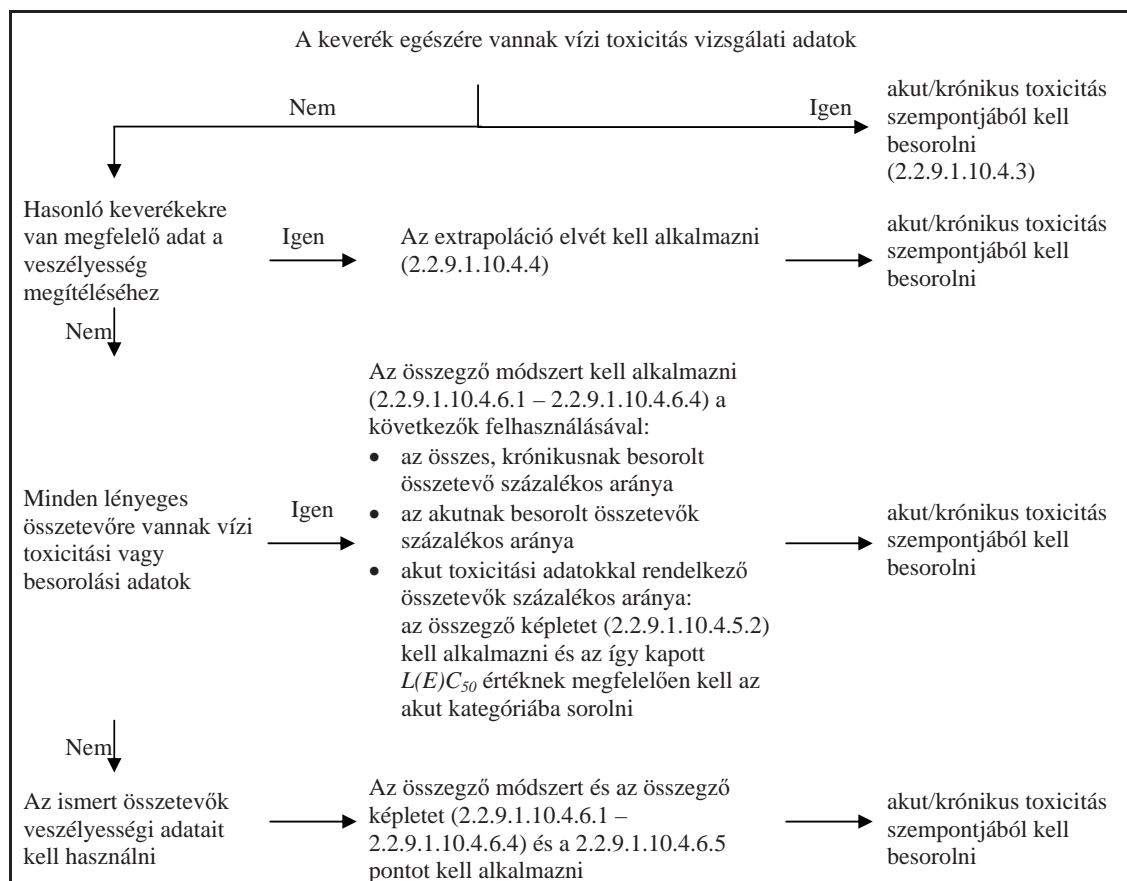 A keverék egészére vannak vízi toxicitás vizsgálati adatok
Nem
Igen
akut/krónikus toxicitás
szempontjából kell
besorolni
(2.2.9.1.10.4.3)
Hasonló keverékekre
van megfelelő adat a
veszélyesség
megítéléséhez
Igen
Az extrapoláció elvét kell alkalmazni
(2.2.9.1.10.4.4)
akut/krónikus toxicitás
szempontjából kell
besorolni
Nem
Minden lényeges
összetevőre vannak vízi
toxicitási vagy
besorolási adatok
Igen
Az összegző módszert kell alkalmazni
(2.2.9.1.10.4.6.1 – 2.2.9.1.10.4.6.4) a
következők felhasználásával:
• az összes, krónikusnak besorolt
összetevő százalékos aránya
• az akutnak besorolt összetevők
százalékos aránya
• akut toxicitási adatokkal rendelkező
összetevők százalékos aránya:
az összegző képletet (2.2.9.1.10.4.5.2)
kell alkalmazni és az így kapott
L(E)C50 értéknek megfelelően kell az
akut kategóriába sorolni
akut/krónikus toxicitás
szempontjából kell
besorolni
Nem
Az ismert összetevők
veszélyességi adatait
kell használni
Az összegző módszert és az összegző
képletet (2.2.9.1.10.4.6.1 –
2.2.9.1.10.4.6.4) és a 2.2.9.1.10.4.6.5
pontot kell alkalmazni
akut/krónikus toxicitás
szempontjából kell
besorolni